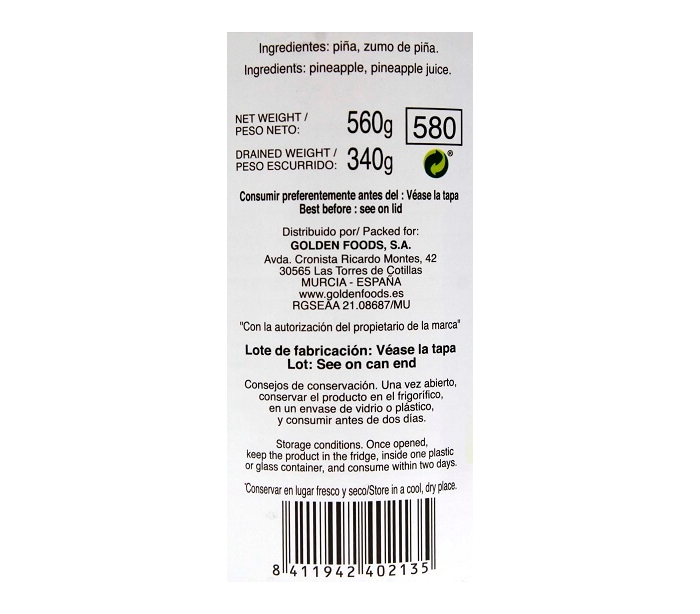 Ingredientes: piña, zumo de piña.
Ingredients: pineapple, pineapple juice.
NET WEIGHT /
PESO NETO: 560g 580
DRAINED WEIGHT /
PESO ESCURRIDO: 340g ®
Consumir preferentemente antes del : Véase la tapa
Best before : see on lid
Distribuido por/ Packed for:
GOLDEN FOODS, S.A.
Avda. Cronista Ricardo Montes, 42
30565 Las Torres de Cotillas
MURCIA - ESPAÑA
www.goldenfoods.es
RGSEAA 21.08687/MU
"Con la autorización del propietario de la marca"
Lote de fabricación: Véase la tapa
Lot: See on can end
Consejos de conservación. Una vez abierto,
conservar el producto en el frigorífico,
en un envase de vidrio o plástico,
y consumir antes de dos días.
Storage conditions. Once opened,
keep the product in the fridge, inside one plastic
or glass container, and consume within two days.
*Conservar en lugar fresco y seco/Store in a cool, dry place.
8 411942 402135